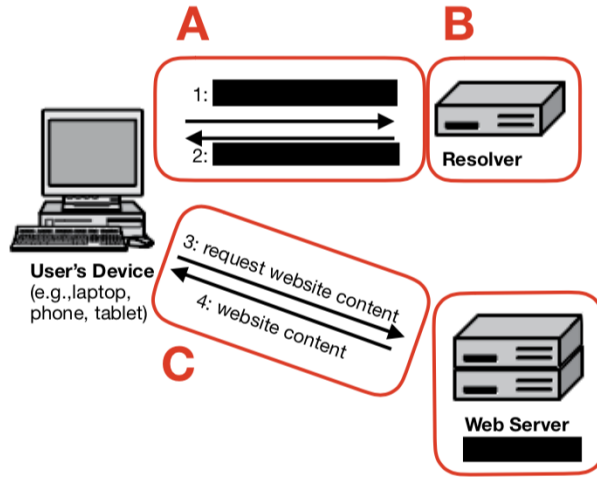 A
B
1:
2:
Resolver
User's Device
(e.g.,laptop,
phone, tablet)
3: request website content
4: website content
C
Web Server